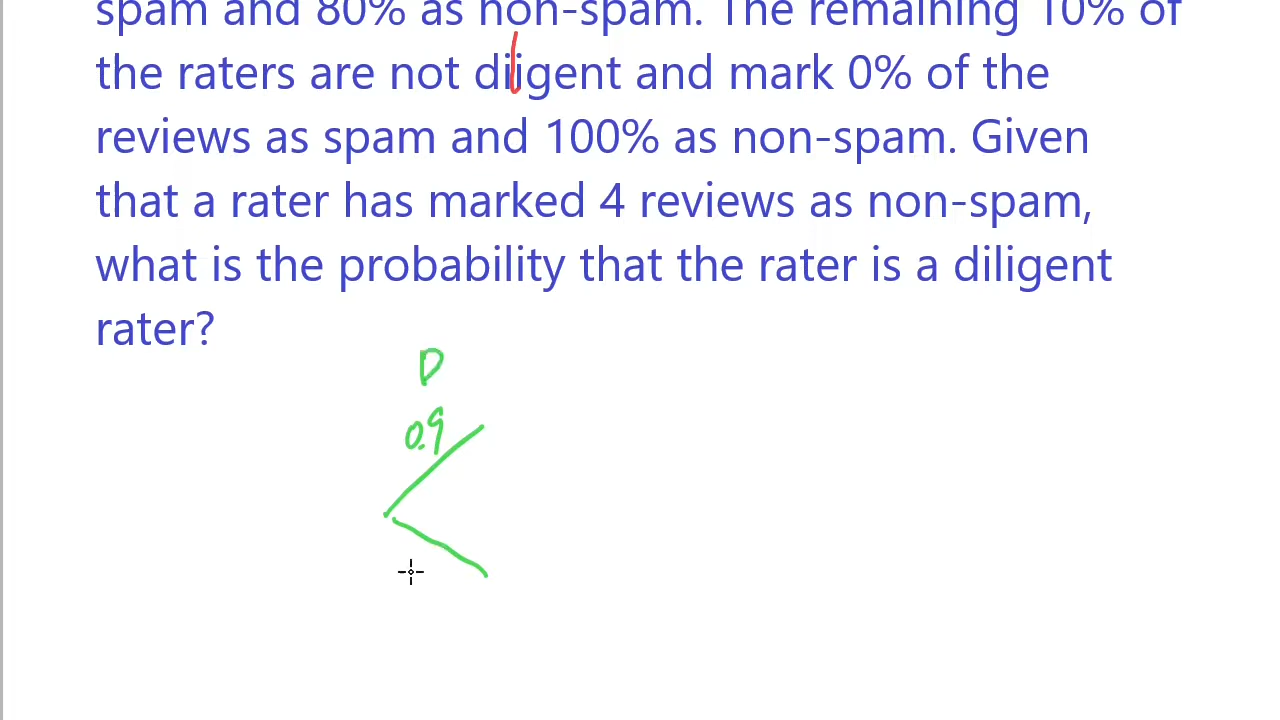 spam and 80% as non-spam. The remaining 10% of
the raters are not diligent and mark 0% of the
reviews as spam and 100% as non-spam. Given
that a rater has marked 4 reviews as non-spam,
what is the probability that the rater is a diligent
rater?
D
0.9